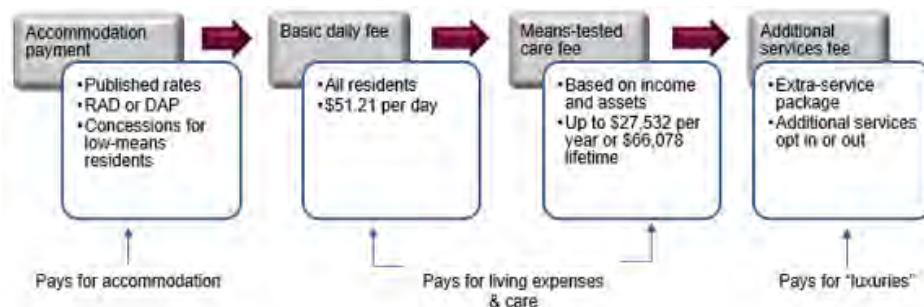 Accommodation
payment
•Published rates
•RAD or DAP
•Concessions for
low-means
residents
Basic daily fee
•All residents
•$51.21 per day
Means-tested
care fee
•Based on income
and assets
•Up to $27,532 per
year or $66,078
lifetime
Additional
services fee
•Extra-service
package
•Additional services
opt in or out
Pays for accommodation
Pays for living expenses
& care
Pays for “luxuries”